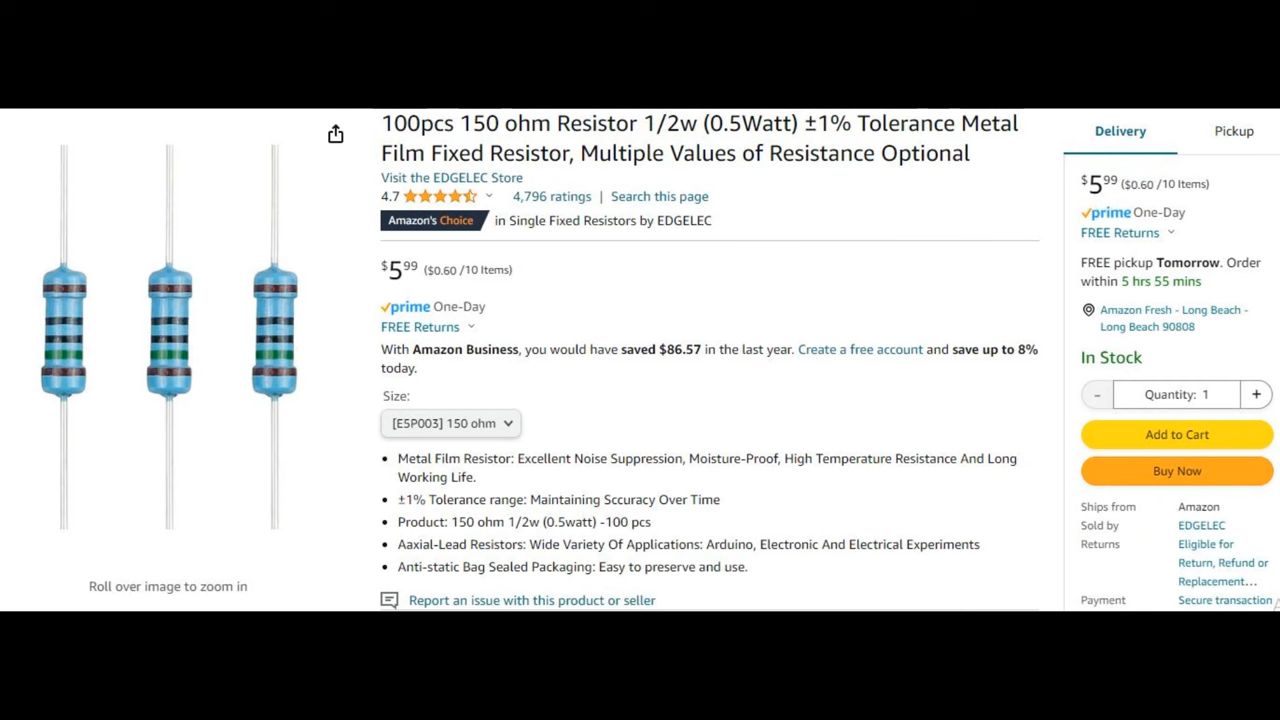 100pcs 150 ohm Resistor 1/2w (0.5Watt) ±1% Tolerance Metal
Film Fixed Resistor, Multiple Values of Resistance Optional
Visit the EDGELEC Store
4.7 4,796 ratings | Search this page
Amazon's Choice in Single Fixed Resistors by EDGELEC
$5.99 ($0.60 /10 Items)
prime One-Day
FREE Returns
With Amazon Business, you would have saved $86.57 in the last year. Create a free account and save up to 8%
today.
Size:
[E5P003] 150 ohm
Metal Film Resistor: Excellent Noise Suppression, Moisture-Proof, High Temperature Resistance And Long
Working Life.
±1% Tolerance range: Maintaining Sccuracy Over Time
Product: 150 ohm 1/2w (0.5watt) -100 pcs
Aaxial-Lead Resistors: Wide Variety Of Applications: Arduino, Electronic And Electrical Experiments
Anti-static Bag Sealed Packaging: Easy to preserve and use.
Report an issue with this product or seller
Roll over image to zoom in
Delivery Pickup
$5.99 ($0.60 /10 Items)
prime One-Day
FREE Returns
FREE pickup Tomorrow. Order
within 5 hrs 55 mins
Amazon Fresh - Long Beach -
Long Beach 90808
In Stock
- Quantity: 1 +
Add to Cart
Buy Now
Ships from Amazon
Sold by EDGELEC
Returns Eligible for
Return, Refund or
Replacement...
Payment Secure transaction